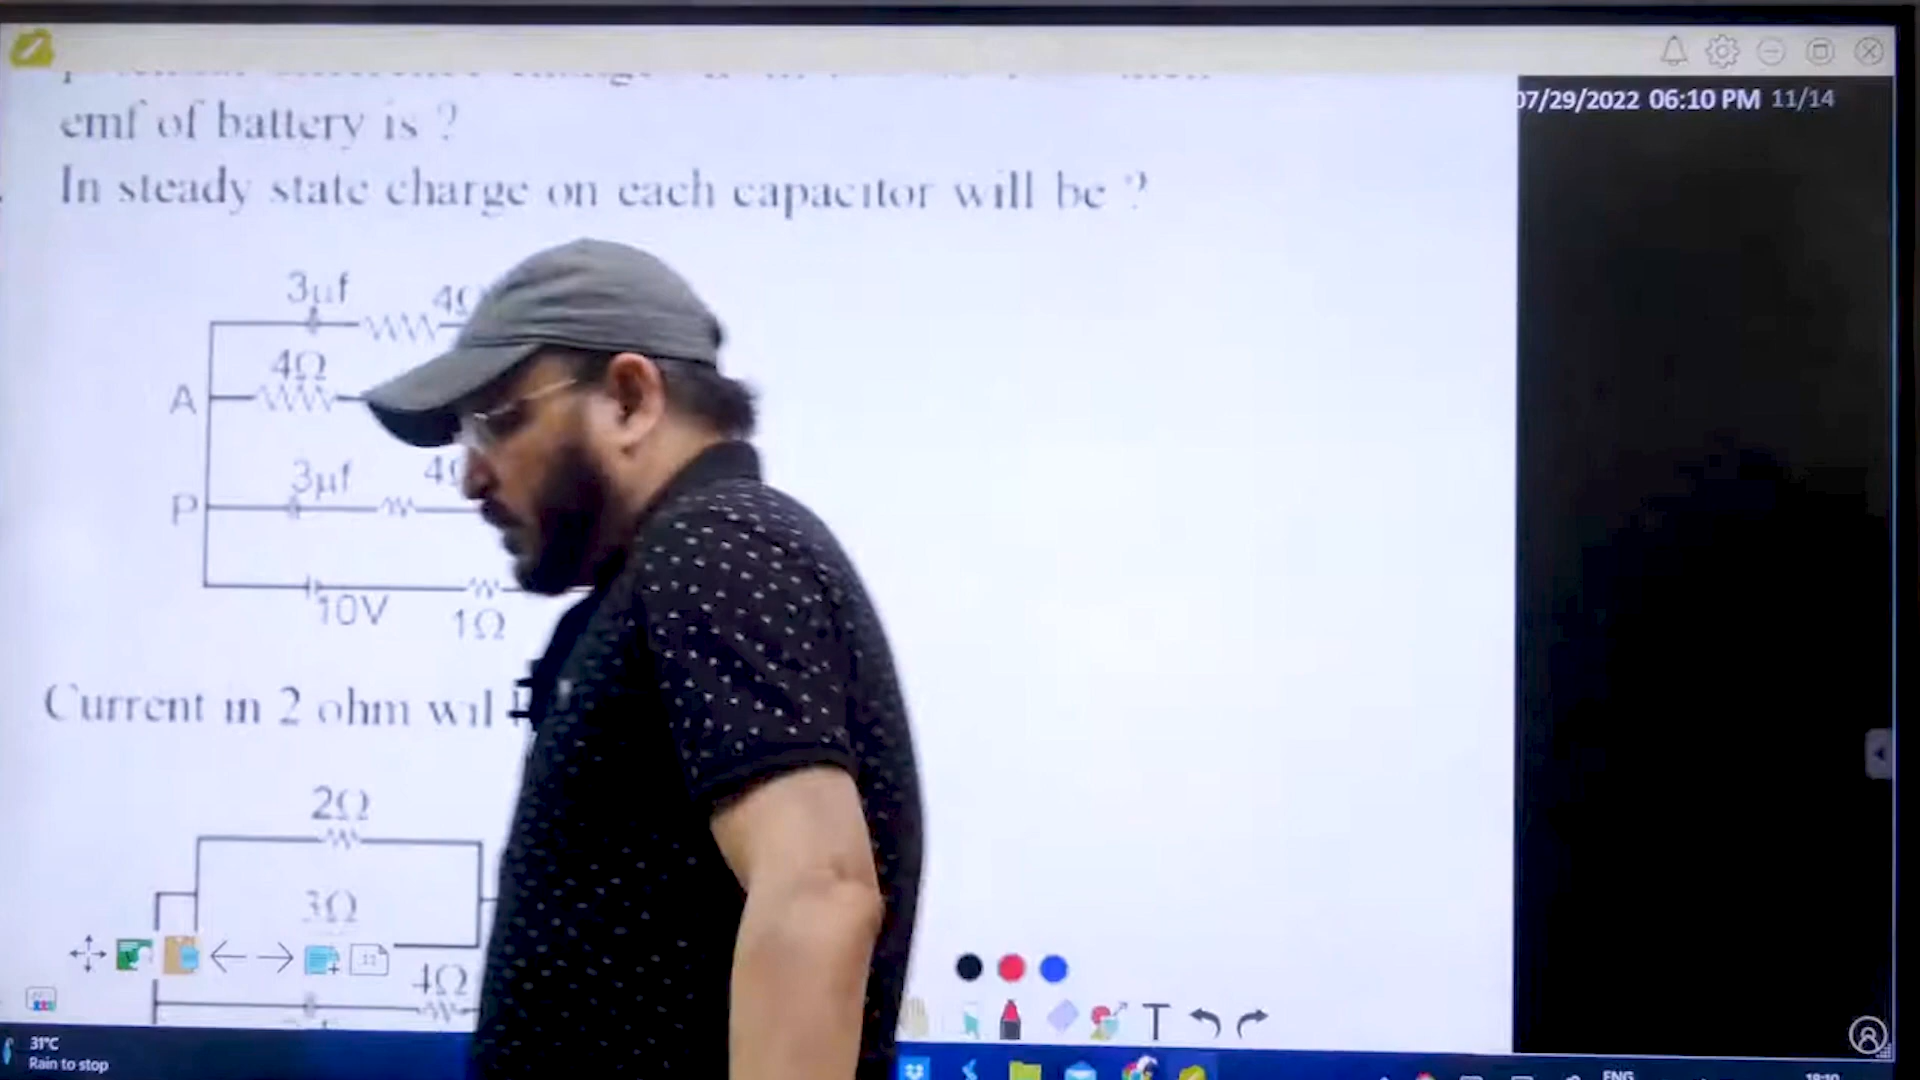 07/29/2022 06:10 PM 11/14
emf of battery is ?
In steady state charge on each capacitor will be ?
3μf
4Ω
A
3μf
P
10V
1Ω
Current in 2 ohm wil
2Ω
3Ω
4Ω
11
T
31°C
Rain to stop
ENG